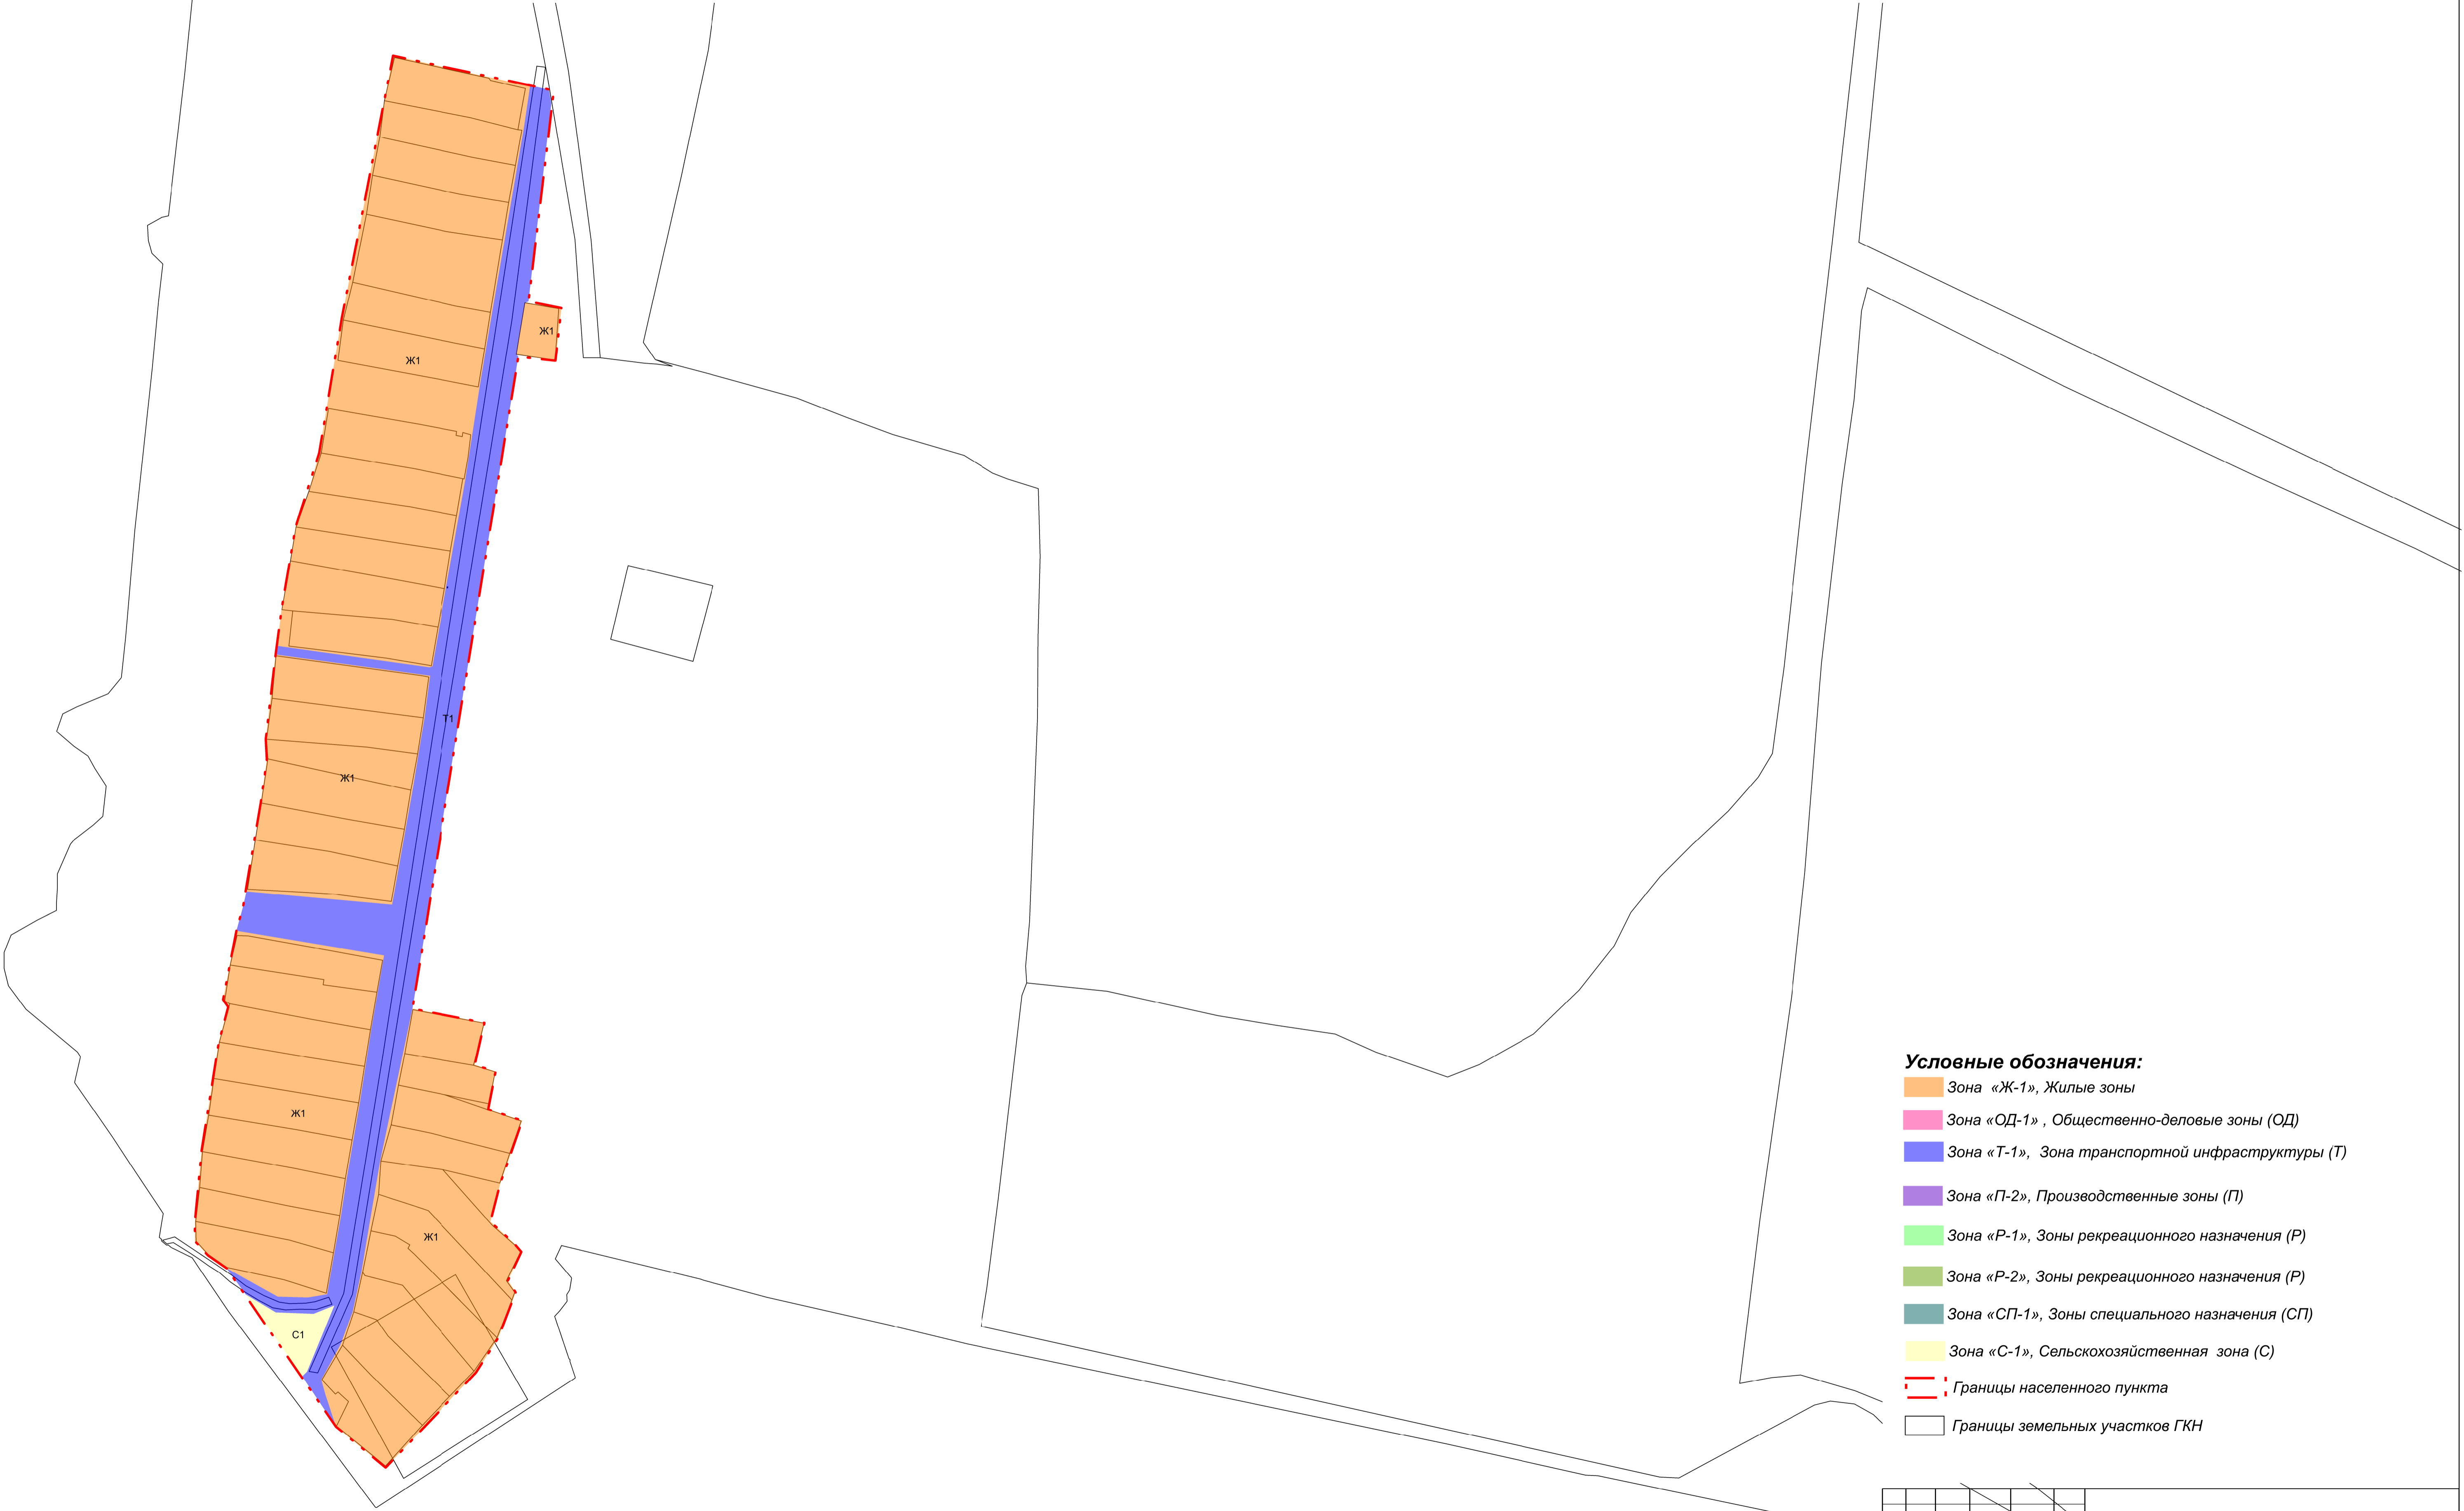 Ж1
Ж1
Т1
Ж1
Ж1
Ж1
С1
Условные обозначения:
Зона «Ж-1», Жилые зоны
Зона «ОД-1» , Общественно-деловые зоны (ОД)
Зона «Т-1», Зона транспортной инфраструктуры (Т)
Зона «П-2», Производственные зоны (П)
Зона «Р-1», Зоны рекреационного назначения (Р)
Зона «Р-2», Зоны рекреационного назначения (Р)
Зона «СП-1», Зоны специального назначения (СП)
Зона «С-1», Сельскохозяйственная зона (С)
Границы населенного пункта
Границы земельных участков ГКН